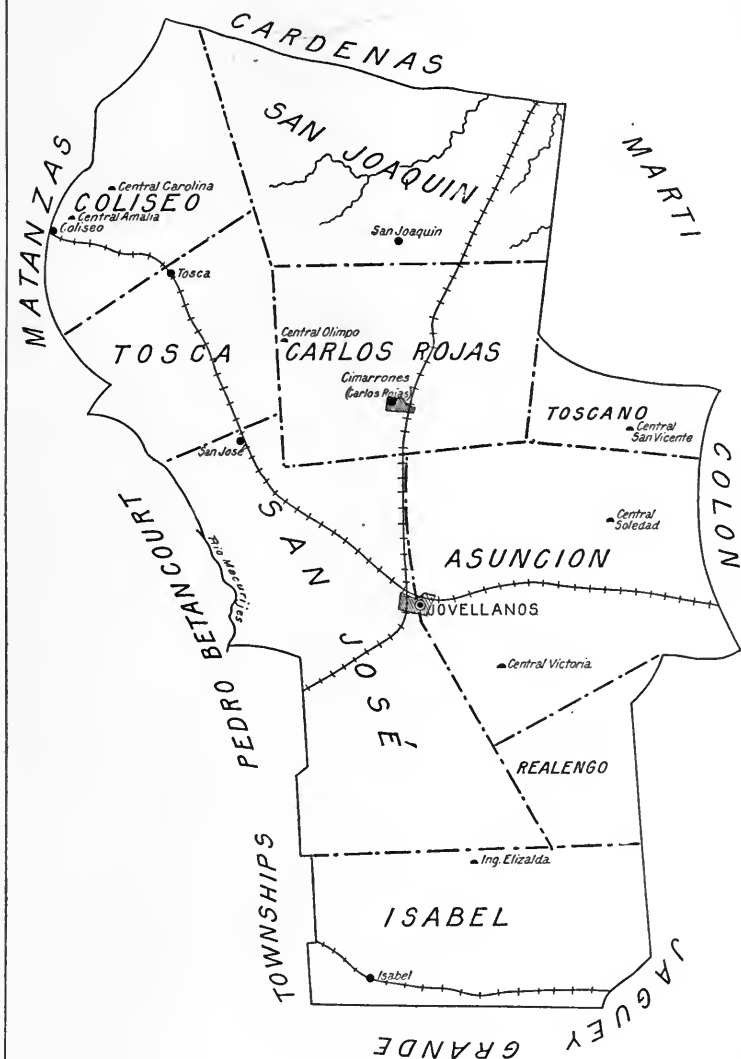 CARDENAS
SAN JOAQUIN
MARTI
MATANZAS
Central Carolina
COLISEO
Central Amalia
Coliseo
San Joaquin
Tosca
TOSCA
Central Olimpo
CARLOS ROJAS
Cimarrones
(Carlos Rojas)
TOSCANO
Central
San Vicente
San José
COLON
SAN JOSÉ
Central
Soledad
ASUNCION
Rio Mocurijes
PEDRO BETANCOURT
JOVELLANOS
Central Victoria
REALENGO
Ing. Elizalda
ISABEL
TOWNSHIPS
Isabel
JAGUEY GRANDE